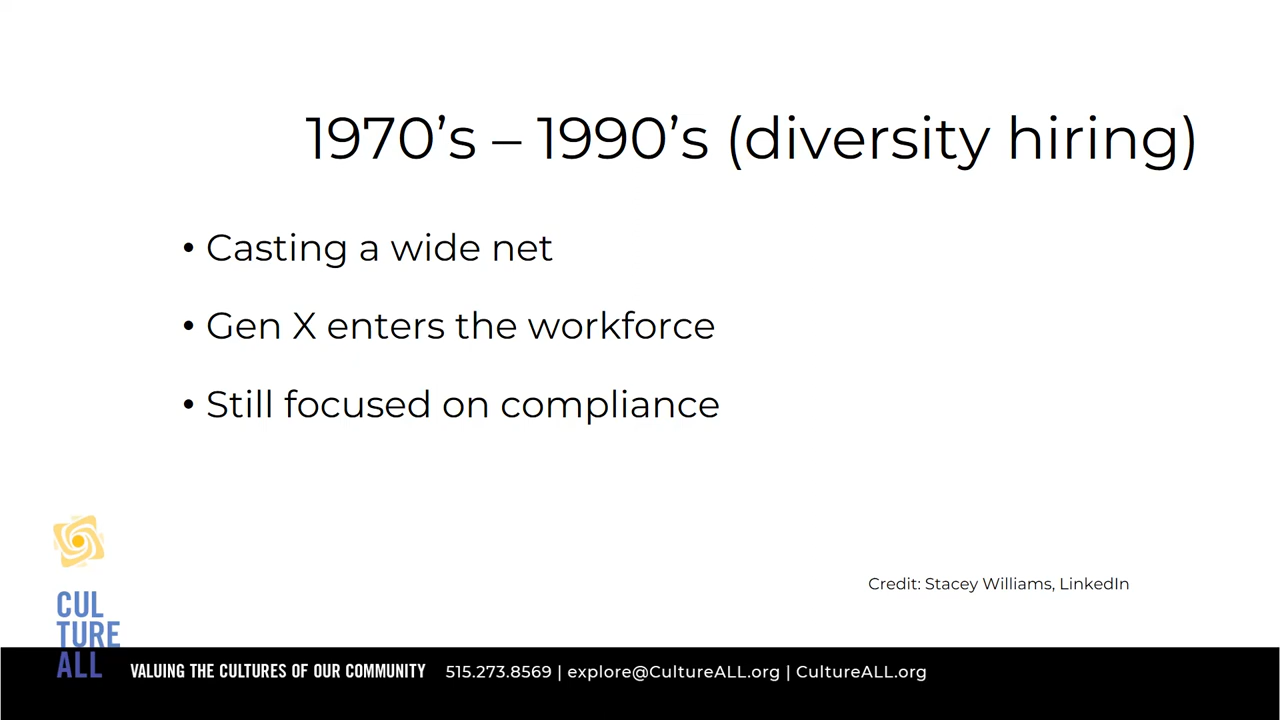 1970’s – 1990’s (diversity hiring)
• Casting a wide net
• Gen X enters the workforce
• Still focused on compliance
Credit: Stacey Williams, LinkedIn
CUL
TURE
ALL
VALUING THE CULTURES OF OUR COMMUNITY 515.273.8569 | explore@CultureALL.org | CultureALL.org